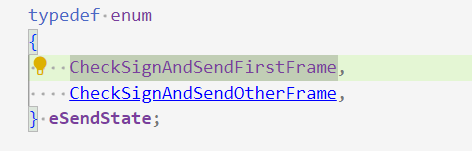 typedef enum
{
CheckSignAndSendFirstFrame,
CheckSignAndSendOtherFrame,
} eSendState;